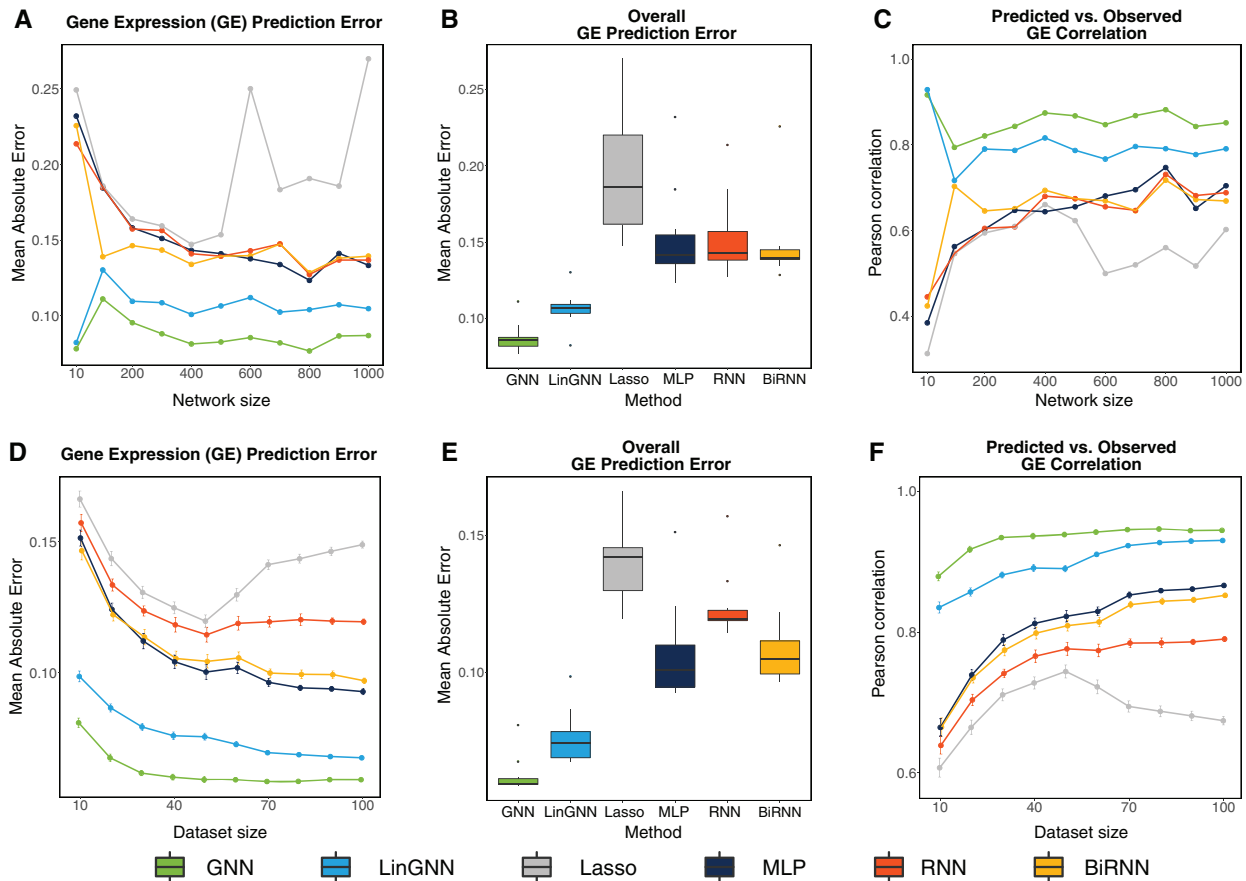 A
Gene Expression (GE) Prediction Error
Mean Absolute Error
0.25
0.20
0.15
0.10
10 200 400 600 800 1000
Network size
B
Overall
GE Prediction Error
Mean Absolute Error
0.25
0.20
0.15
0.10
GNN LinGNN Lasso MLP RNN BiRNN
Method
C
Predicted vs. Observed
GE Correlation
Pearson correlation
1.0
0.8
0.6
0.4
10 200 400 600 800 1000
Network size
D
Gene Expression (GE) Prediction Error
Mean Absolute Error
0.15
0.10
10 40 70 100
Dataset size
E
Overall
GE Prediction Error
Mean Absolute Error
0.15
0.10
GNN LinGNN Lasso MLP RNN BiRNN
Method
F
Predicted vs. Observed
GE Correlation
Pearson correlation
1.0
0.8
0.6
10 40 70 100
Dataset size
GNN LinGNN Lasso MLP RNN BiRNN